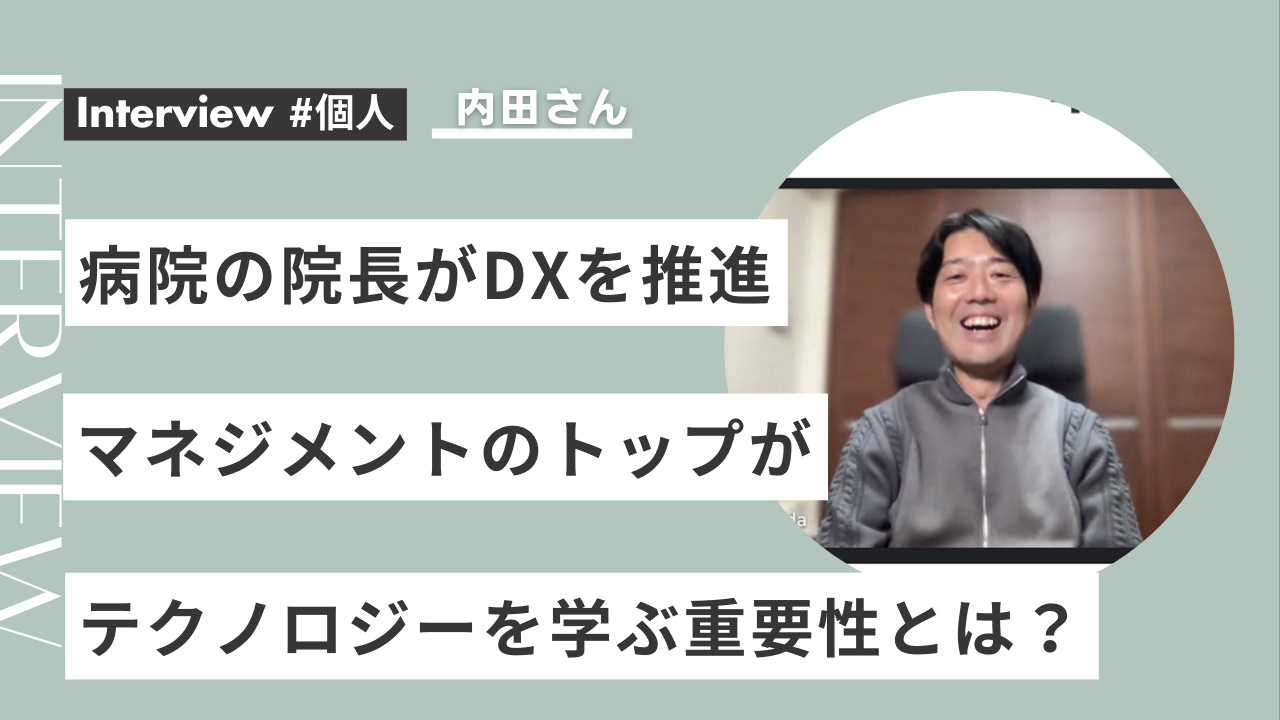 INTERVIEW
Interview #個人
内田さん
病院の院長がDXを推進
マネジメントのトップが
テクノロジーを学ぶ重要性とは？
da